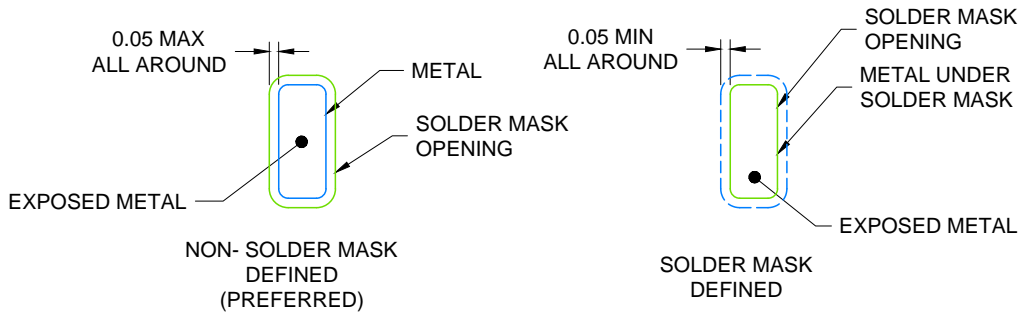 0.05 MAX
ALL AROUND
METAL
SOLDER MASK
OPENING
EXPOSED METAL
NON- SOLDER MASK
DEFINED
(PREFERRED)
0.05 MIN
ALL AROUND
SOLDER MASK
OPENING
METAL UNDER
SOLDER MASK
EXPOSED METAL
SOLDER MASK
DEFINED